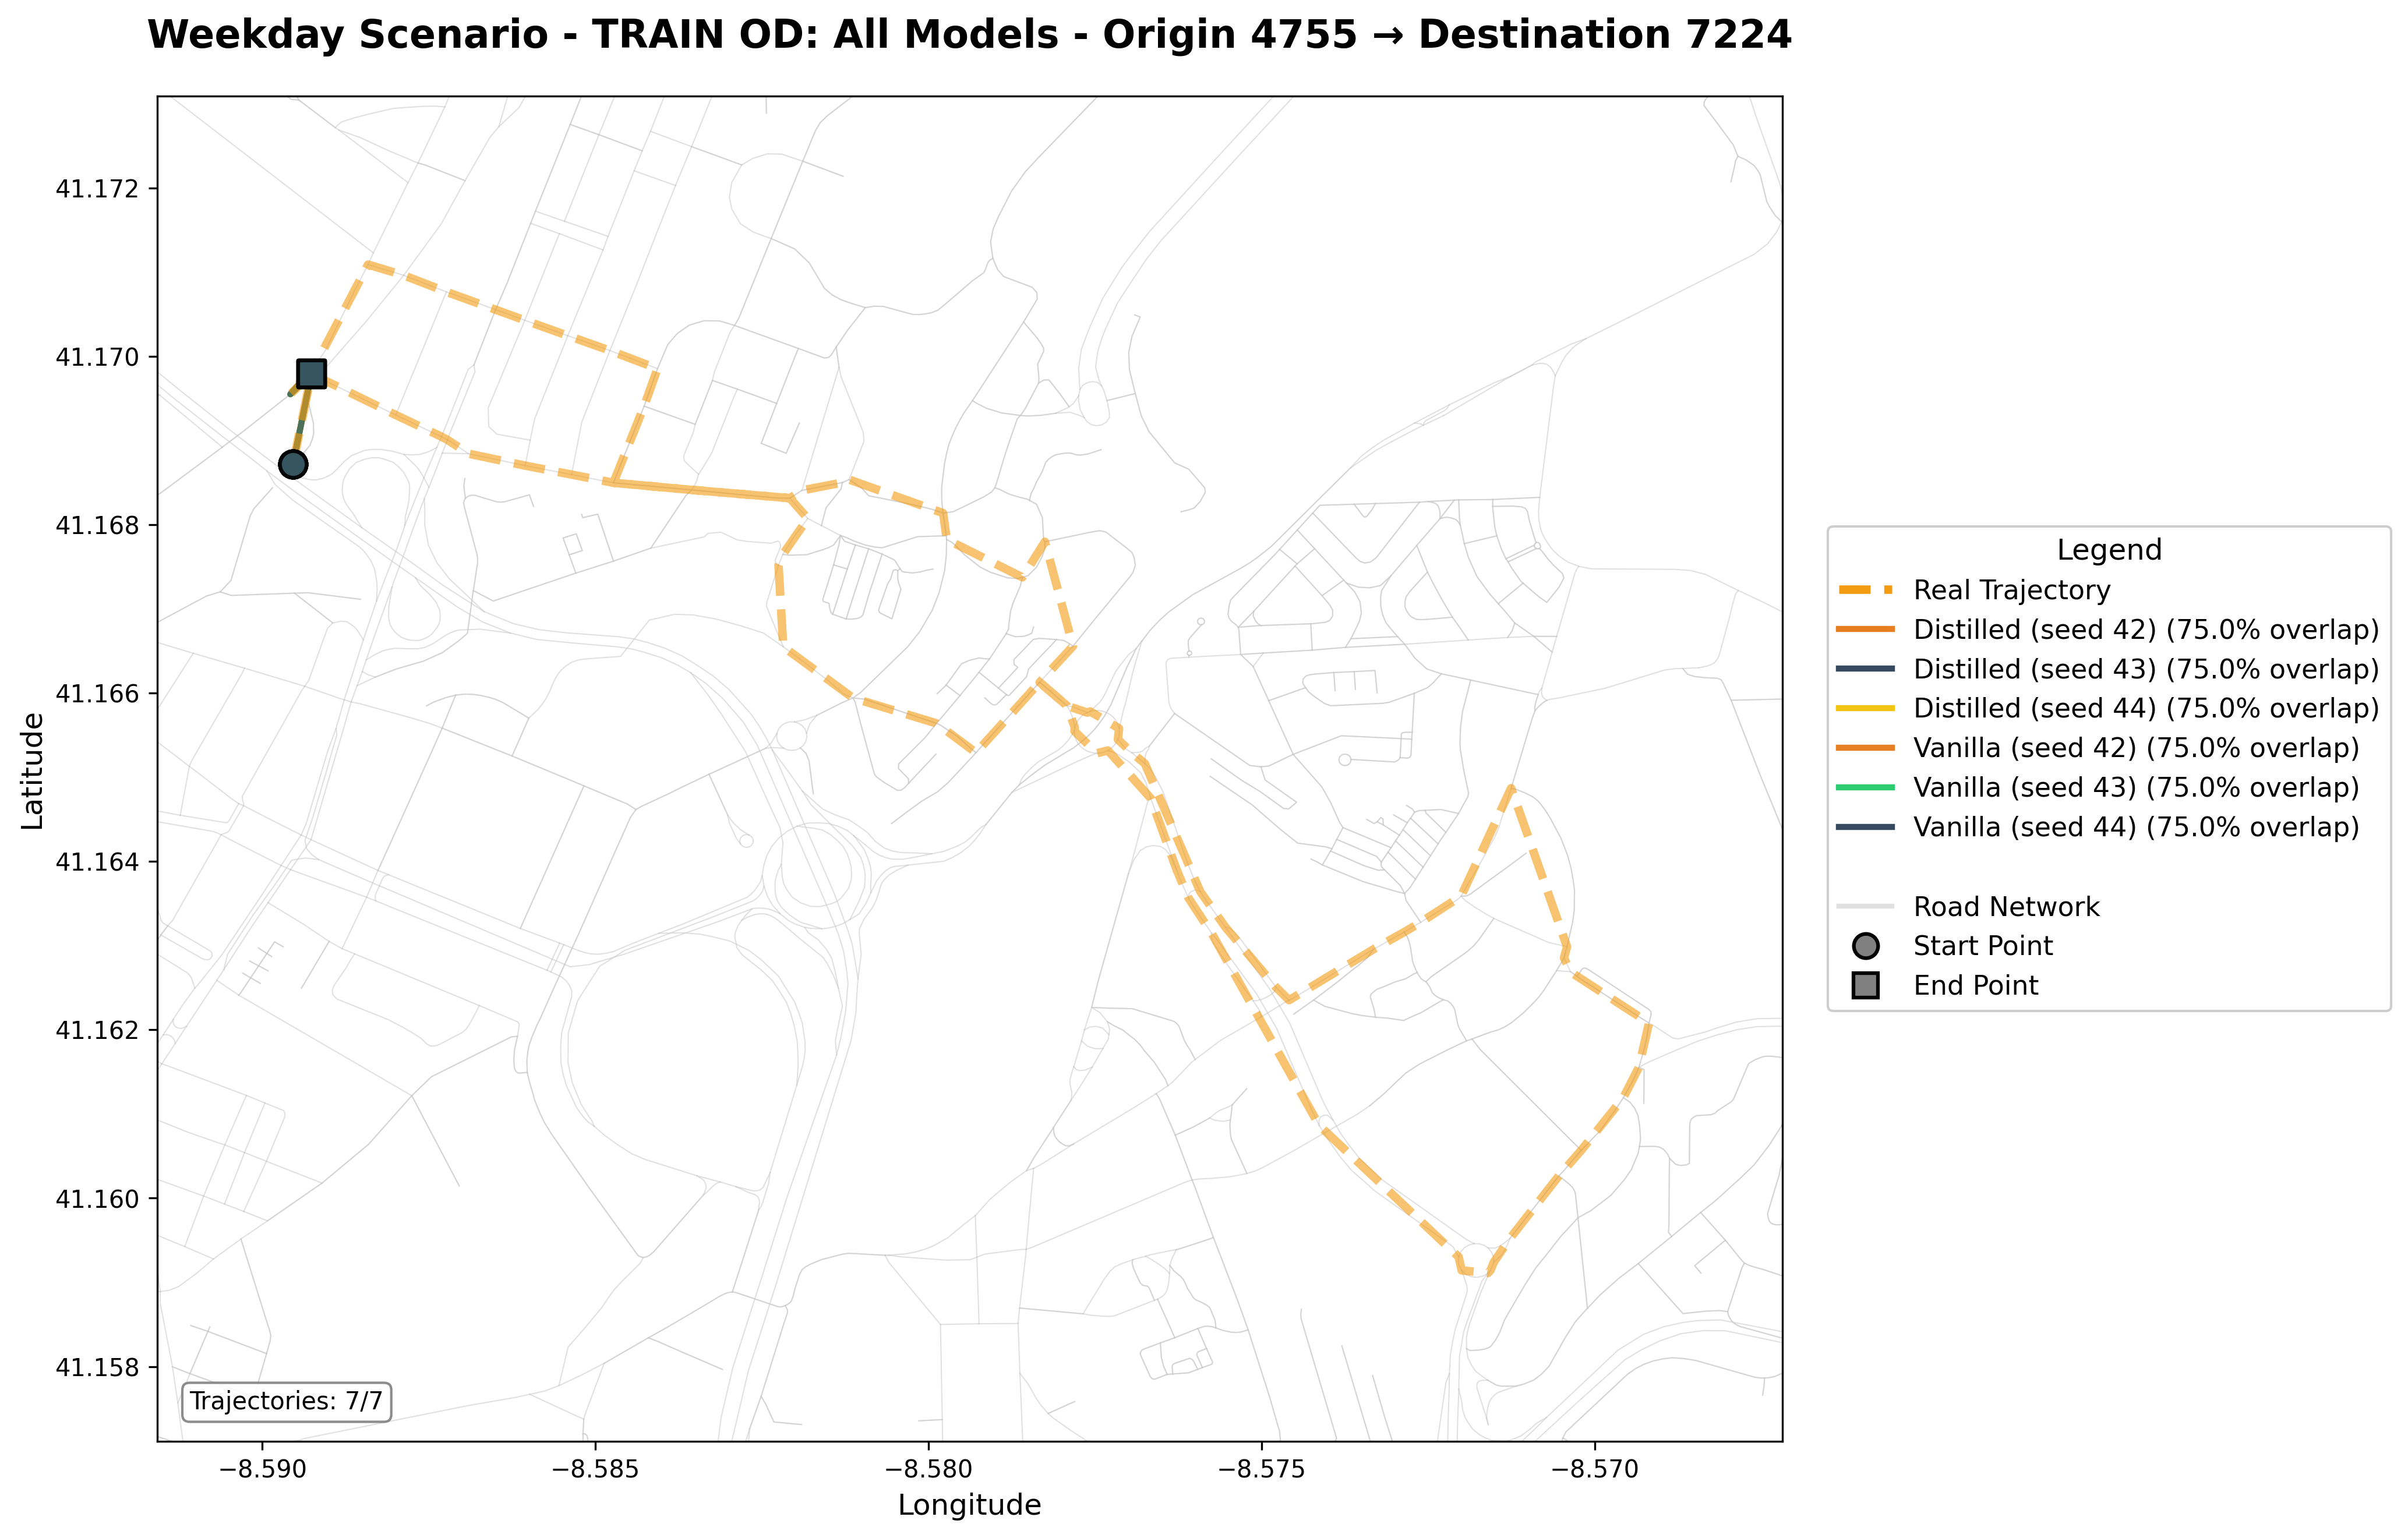 Weekday Scenario - TRAIN OD: All Models - Origin 4755 → Destination 7224
Latitude
41.172
41.170
41.168
41.166
41.164
41.162
41.160
41.158
Trajectories: 7/7
−8.590
−8.585
−8.580
−8.575
−8.570
Longitude
Legend
Real Trajectory
Distilled (seed 42) (75.0% overlap)
Distilled (seed 43) (75.0% overlap)
Distilled (seed 44) (75.0% overlap)
Vanilla (seed 42) (75.0% overlap)
Vanilla (seed 43) (75.0% overlap)
Vanilla (seed 44) (75.0% overlap)
Road Network
Start Point
End Point